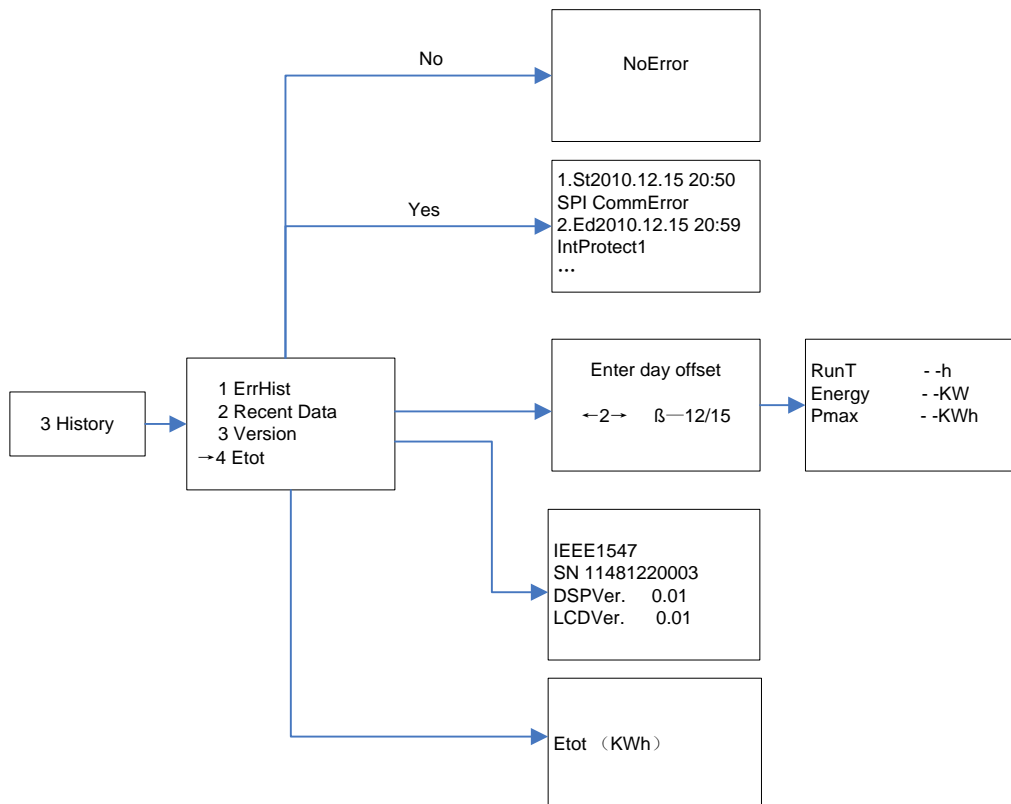 No
NoError
Yes
1.St2010.12.15 20:50
SPI CommError
2.Ed2010.12.15 20:59
IntProtect1
...
3 History
1 ErrHist
2 Recent Data
3 Version
→4 Etot
Enter day offset
←2→ ß—12/15
RunT - -h
Energy - -KW
Pmax - -KWh
IEEE1547
SN 11481220003
DSPVer. 0.01
LCDVer. 0.01
Etot （KWh）